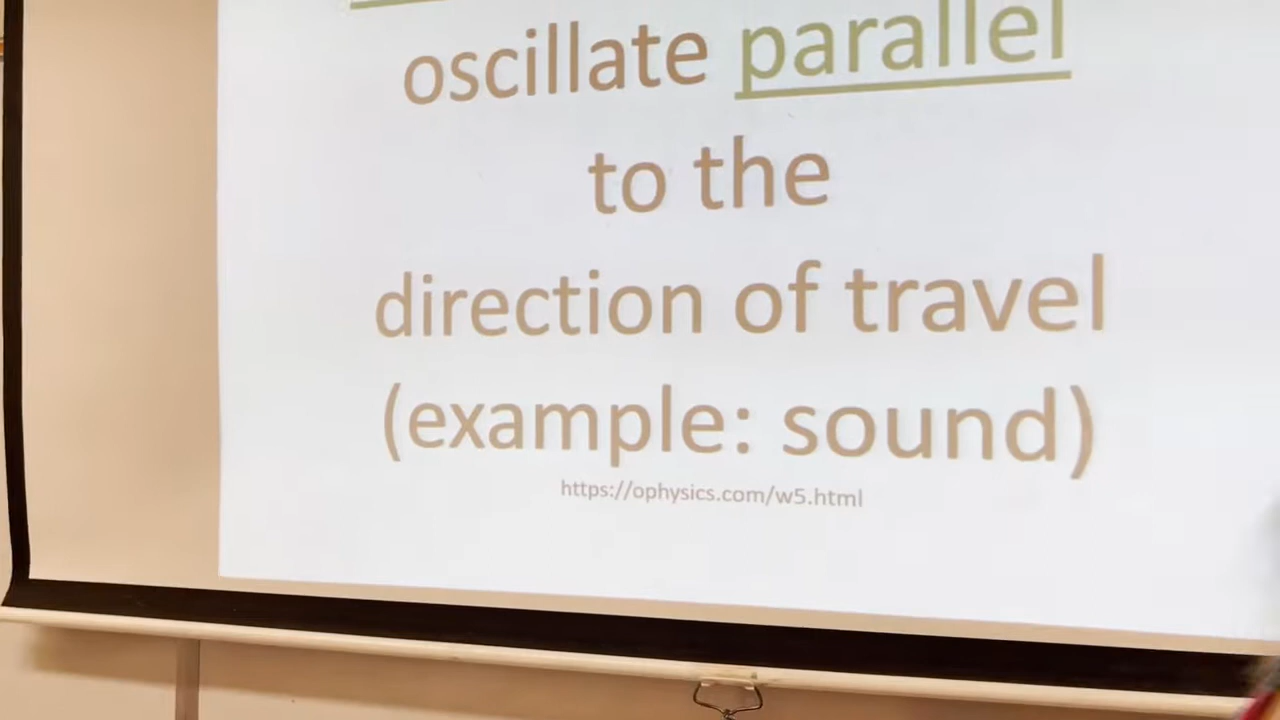 oscillate parallel
to the
direction of travel
(example: sound)
https://ophysics.com/w5.html